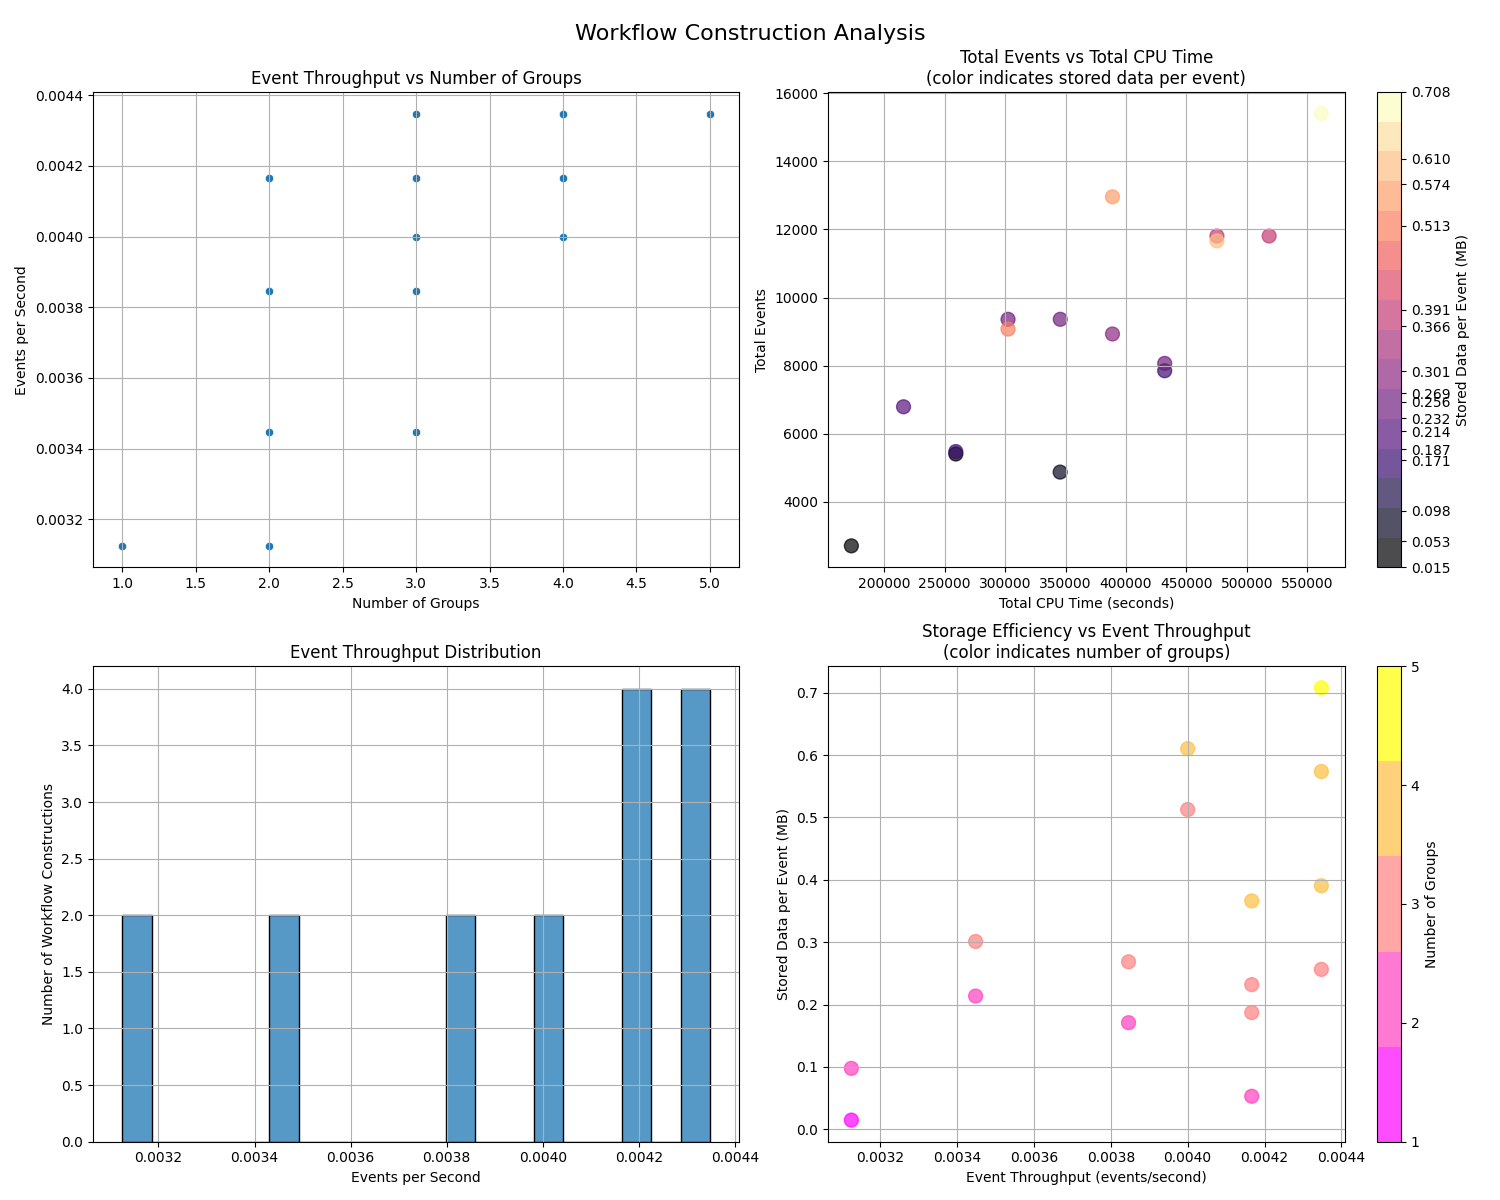 Workflow Construction Analysis
Event Throughput vs Number of Groups
0.0044
0.0042
0.0040
0.0038
0.0036
0.0034
0.0032
Events per Second
1.0 1.5 2.0 2.5 3.0 3.5 4.0 4.5 5.0
Number of Groups
Total Events vs Total CPU Time
(color indicates stored data per event)
16000
14000
12000
10000
8000
6000
4000
Total Events
200000 250000 300000 350000 400000 450000 500000 550000
Total CPU Time (seconds)
0.708
0.610
0.574
0.513
0.391
0.366
0.301
0.269
0.256
0.232
0.214
0.187
0.171
0.098
0.053
0.015
Stored Data per Event (MB)
Event Throughput Distribution
4.0
3.5
3.0
2.5
2.0
1.5
1.0
0.5
0.0
Number of Workflow Constructions
0.0032 0.0034 0.0036 0.0038 0.0040 0.0042 0.0044
Events per Second
Storage Efficiency vs Event Throughput
(color indicates number of groups)
0.7
0.6
0.5
0.4
0.3
0.2
0.1
0.0
Stored Data per Event (MB)
0.0032 0.0034 0.0036 0.0038 0.0040 0.0042 0.0044
Event Throughput (events/second)
5
4
3
2
1
Number of Groups